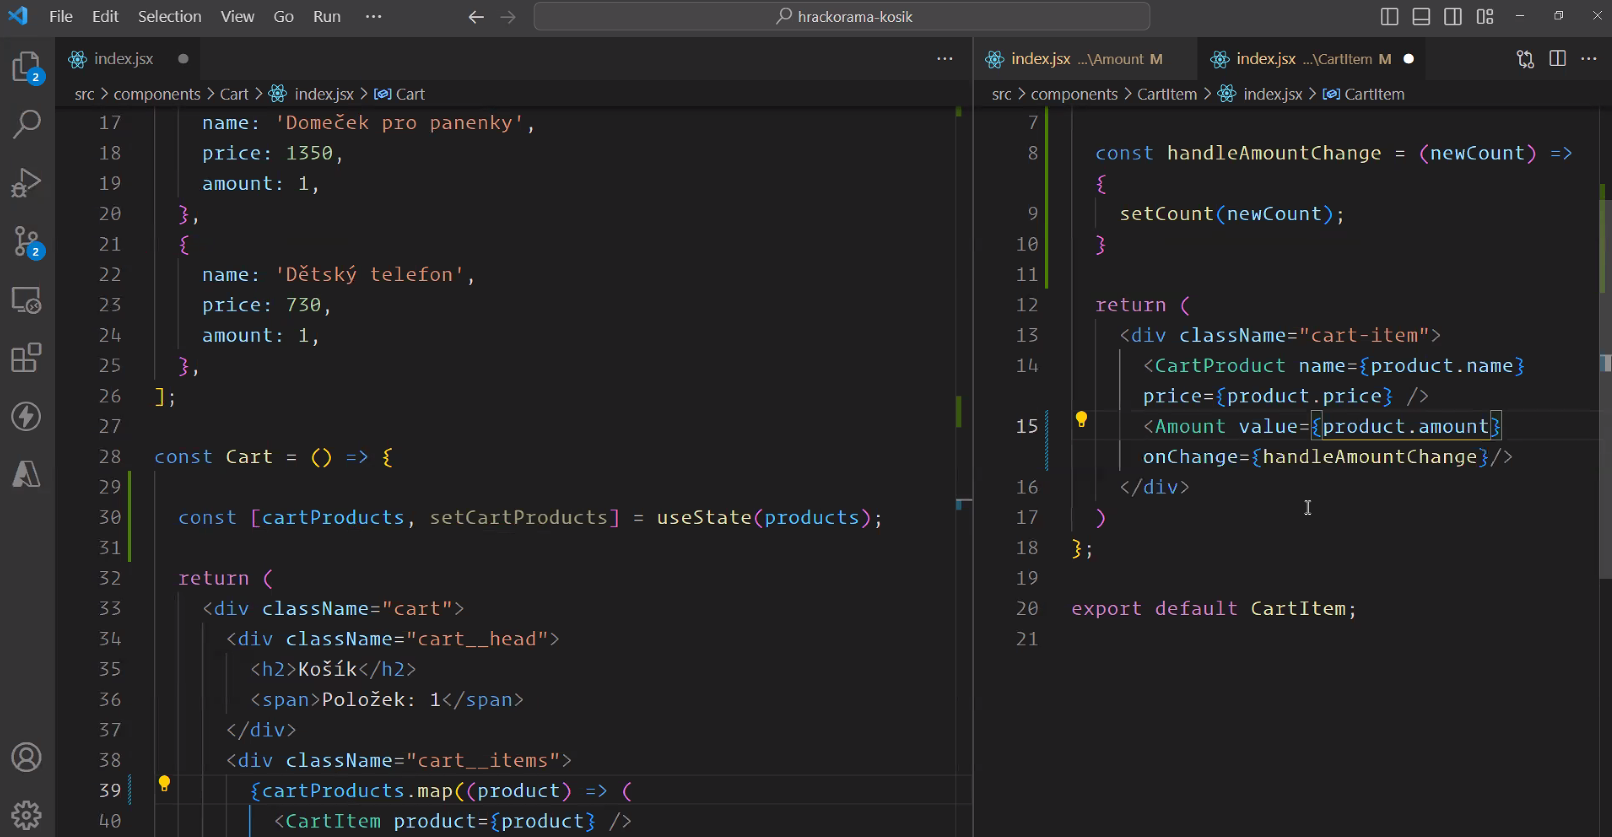 File Edit Selection View Go Run ...
hrackorama-kosik
index.jsx
src > components > Cart > index.jsx > Cart
17 name: 'Domeček pro panenky',
18 price: 1350,
19 amount: 1,
20 },
21 {
22 name: 'Dětský telefon',
23 price: 730,
24 amount: 1,
25 },
26 ];
27
28 const Cart = () => {
29
30 const [cartProducts, setCartProducts] = useState(products);
31
32 return (
33 <div className="cart">
34 <div className="cart__head">
35 <h2>Košík</h2>
36 <span>Položek: 1</span>
37 </div>
38 <div className="cart__items">
39 {cartProducts.map((product) => (
40 <CartItem product={product} />
index.jsx ...\Amount M
index.jsx ...\CartItem M
src > components > CartItem > index.jsx > CartItem
7
8 const handleAmountChange = (newCount) =>
{
9 setCount(newCount);
10 }
11
12 return (
13 <div className="cart-item">
14 <CartProduct name={product.name}
price={product.price} />
15 <Amount value={product.amount}
onChange={handleAmountChange}/>
16 </div>
17 )
18 };
19
20 export default CartItem;
21
2
2